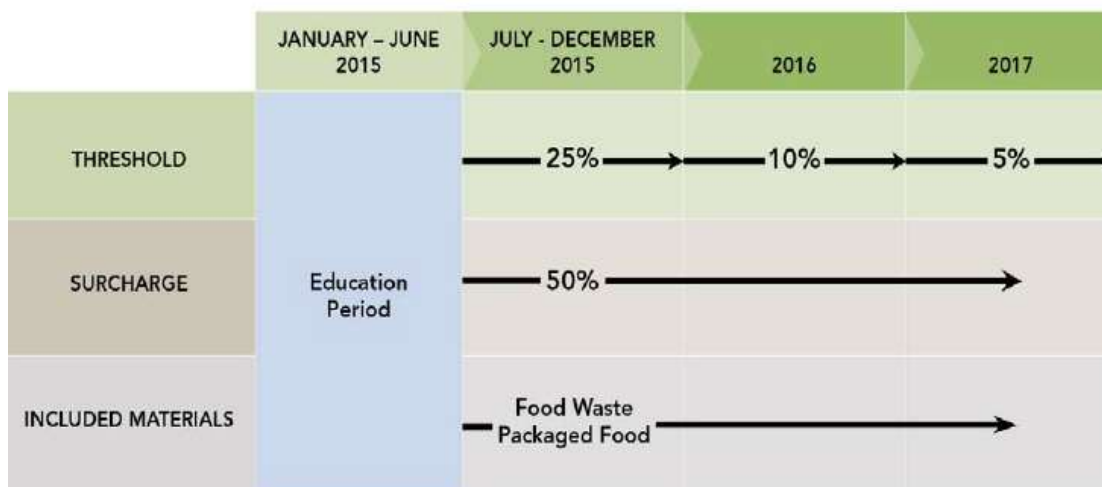 JANUARY – JUNE
2015
JULY - DECEMBER
2015
2016
2017
THRESHOLD
25%
10%
5%
SURCHARGE
Education
Period
50%
INCLUDED MATERIALS
Food Waste
Packaged Food